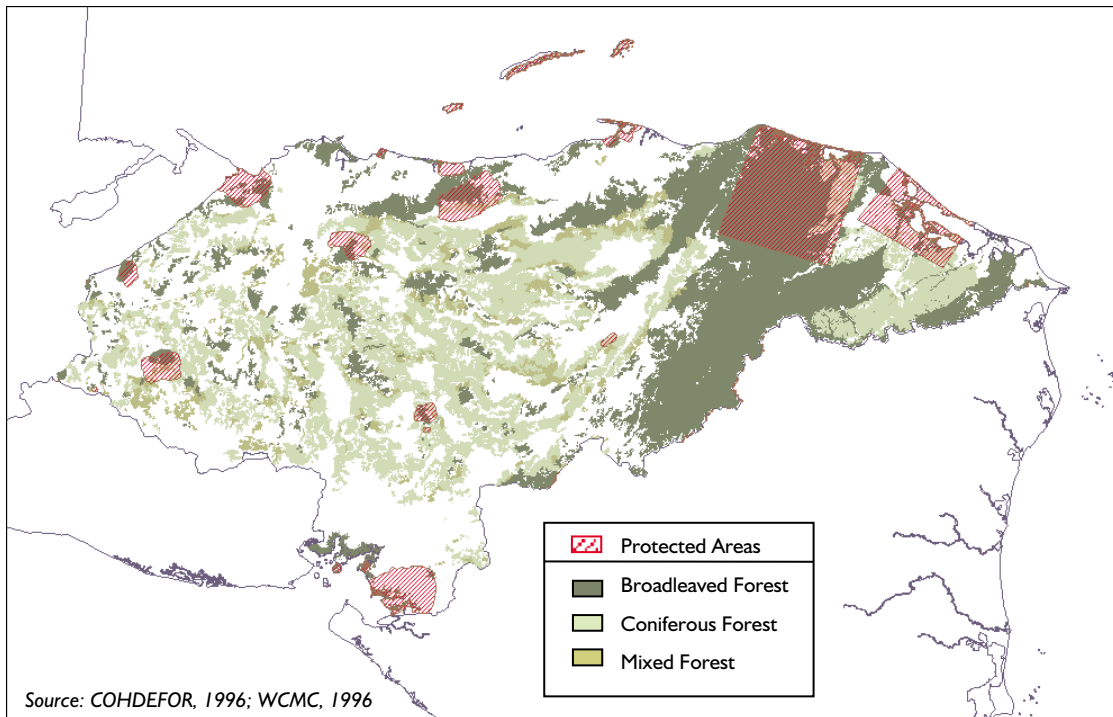 Protected Areas
Broadleaved Forest
Coniferous Forest
Mixed Forest
Source: COHDEFOR, 1996; WCMC, 1996